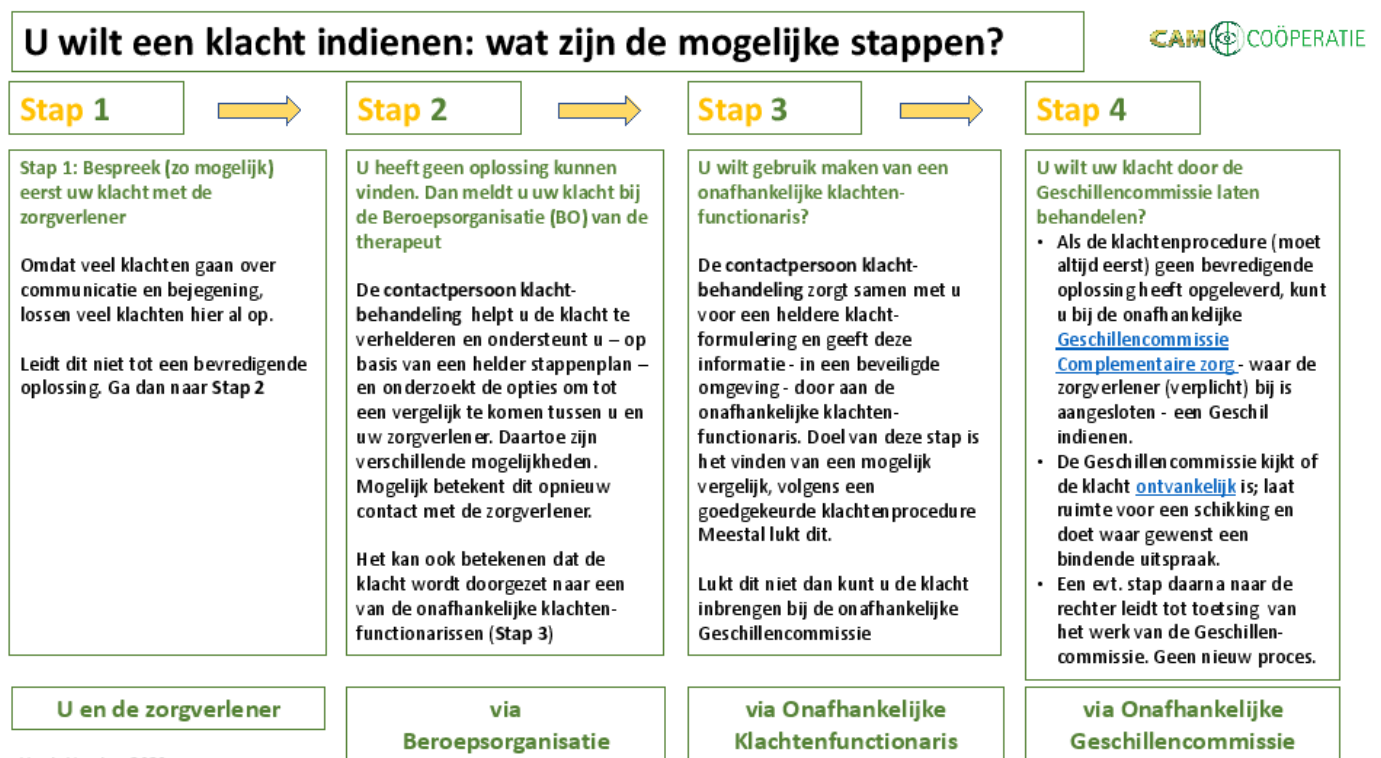 U wilt een klacht indienen: wat zijn de mogelijke stappen?
CAM COÖPERATIE
Stap 1
Stap 2
Stap 3
Stap 4
Stap 1: Bespreek (zo mogelijk)
eerst uw klacht met de
zorgverlener
Omdat veel klachten gaan over
communicatie en bejegening,
lossen veel klachten hier al op.
Leidt dit niet tot een bevredigende
oplossing. Ga dan naar Stap 2
U heeft geen oplossing kunnen
vinden. Dan meldt u uw klacht bij
de Beroepsorganisatie (BO) van de
therapeut
De contactpersoon klacht-
behandeling helpt u de klacht te
verhelderen en ondersteunt u – op
basis van een helder stappenplan –
en onderzoekt de opties om tot
een vergelijk te komen tussen u en
uw zorgverlener. Daartoe zijn
verschillende mogelijkheden.
Mogelijk betekent dit opnieuw
contact met de zorgverlener.
Het kan ook betekenen dat de
klacht wordt doorgezet naar een
van de onafhankelijke klachten-
functionarissen (Stap 3)
U wilt gebruik maken van een
onafhankelijke klachten-
functionaris?
De contactpersoon klacht-
behandeling zorgt samen met u
voor een heldere klacht-
formulering en geeft deze
informatie - in een beveiligde
omgeving - door aan de
onafhankelijke klachten-
functionaris. Doel van deze stap is
het vinden van een mogelijk
vergelijk, volgens een
goedgekeurde klachtenprocedure
Meestal lukt dit.
Lukt dit niet dan kunt u de klacht
inbrengen bij de onafhankelijke
Geschillencommissie
U wilt uw klacht door de
Geschillencommissie laten
behandelen?
• Als de klachtenprocedure (moet
altijd eerst) geen bevredigende
oplossing heeft opgeleverd, kunt
u bij de onafhankelijke
Geschillencommissie
Complementaire zorg - waar de
zorgverlener (verplicht) bij is
aangesloten - een Geschil
indienen.
• De Geschillencommissie kijkt of
de klacht ontvankelijk is; laat
ruimte voor een schikking en
doet waar gewenst een
bindende uitspraak.
• Een evt. stap daarna naar de
rechter leidt tot toetsing van
het werk van de Geschillen-
commissie. Geen nieuw proces.
U en de zorgverlener
via
Beroepsorganisatie
via Onafhankelijke
Klachtenfunctionaris
via Onafhankelijke
Geschillencommissie